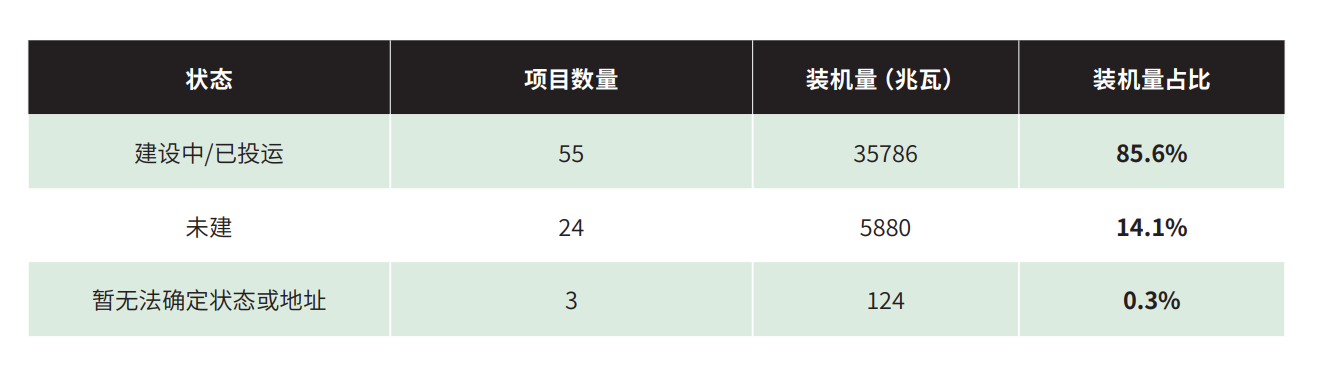 状态 项目数量 装机量（兆瓦） 装机量占比
建设中/已投运 55 35786 85.6%
未建 24 5880 14.1%
暂无法确定状态或地址 3 124 0.3%